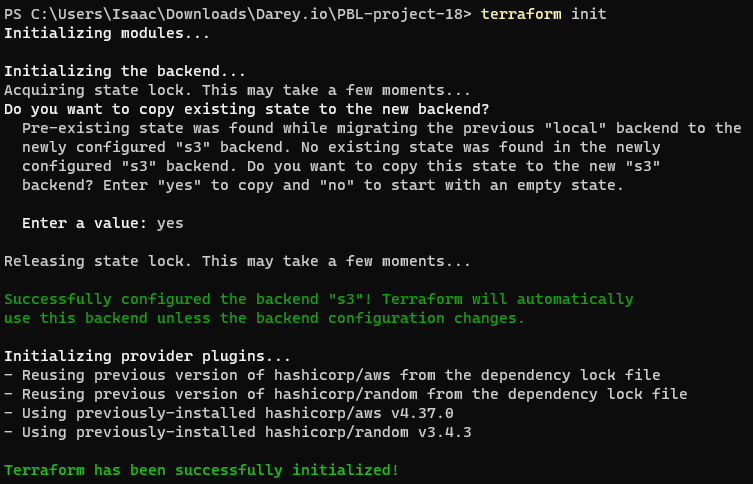 PS C:\Users\Isaac\Downloads\Darey.io\PBL-project-18> terraform init
Initializing modules...
Initializing the backend...
Acquiring state lock. This may take a few moments...
Do you want to copy existing state to the new backend?
Pre-existing state was found while migrating the previous "local" backend to the
newly configured "s3" backend. No existing state was found in the newly
configured "s3" backend. Do you want to copy this state to the new "s3"
backend? Enter "yes" to copy and "no" to start with an empty state.
Enter a value: yes
Releasing state lock. This may take a few moments...
Successfully configured the backend "s3"! Terraform will automatically
use this backend unless the backend configuration changes.
Initializing provider plugins...
- Reusing previous version of hashicorp/aws from the dependency lock file
- Reusing previous version of hashicorp/random from the dependency lock file
- Using previously-installed hashicorp/aws v4.37.0
- Using previously-installed hashicorp/random v3.4.3
Terraform has been successfully initialized!